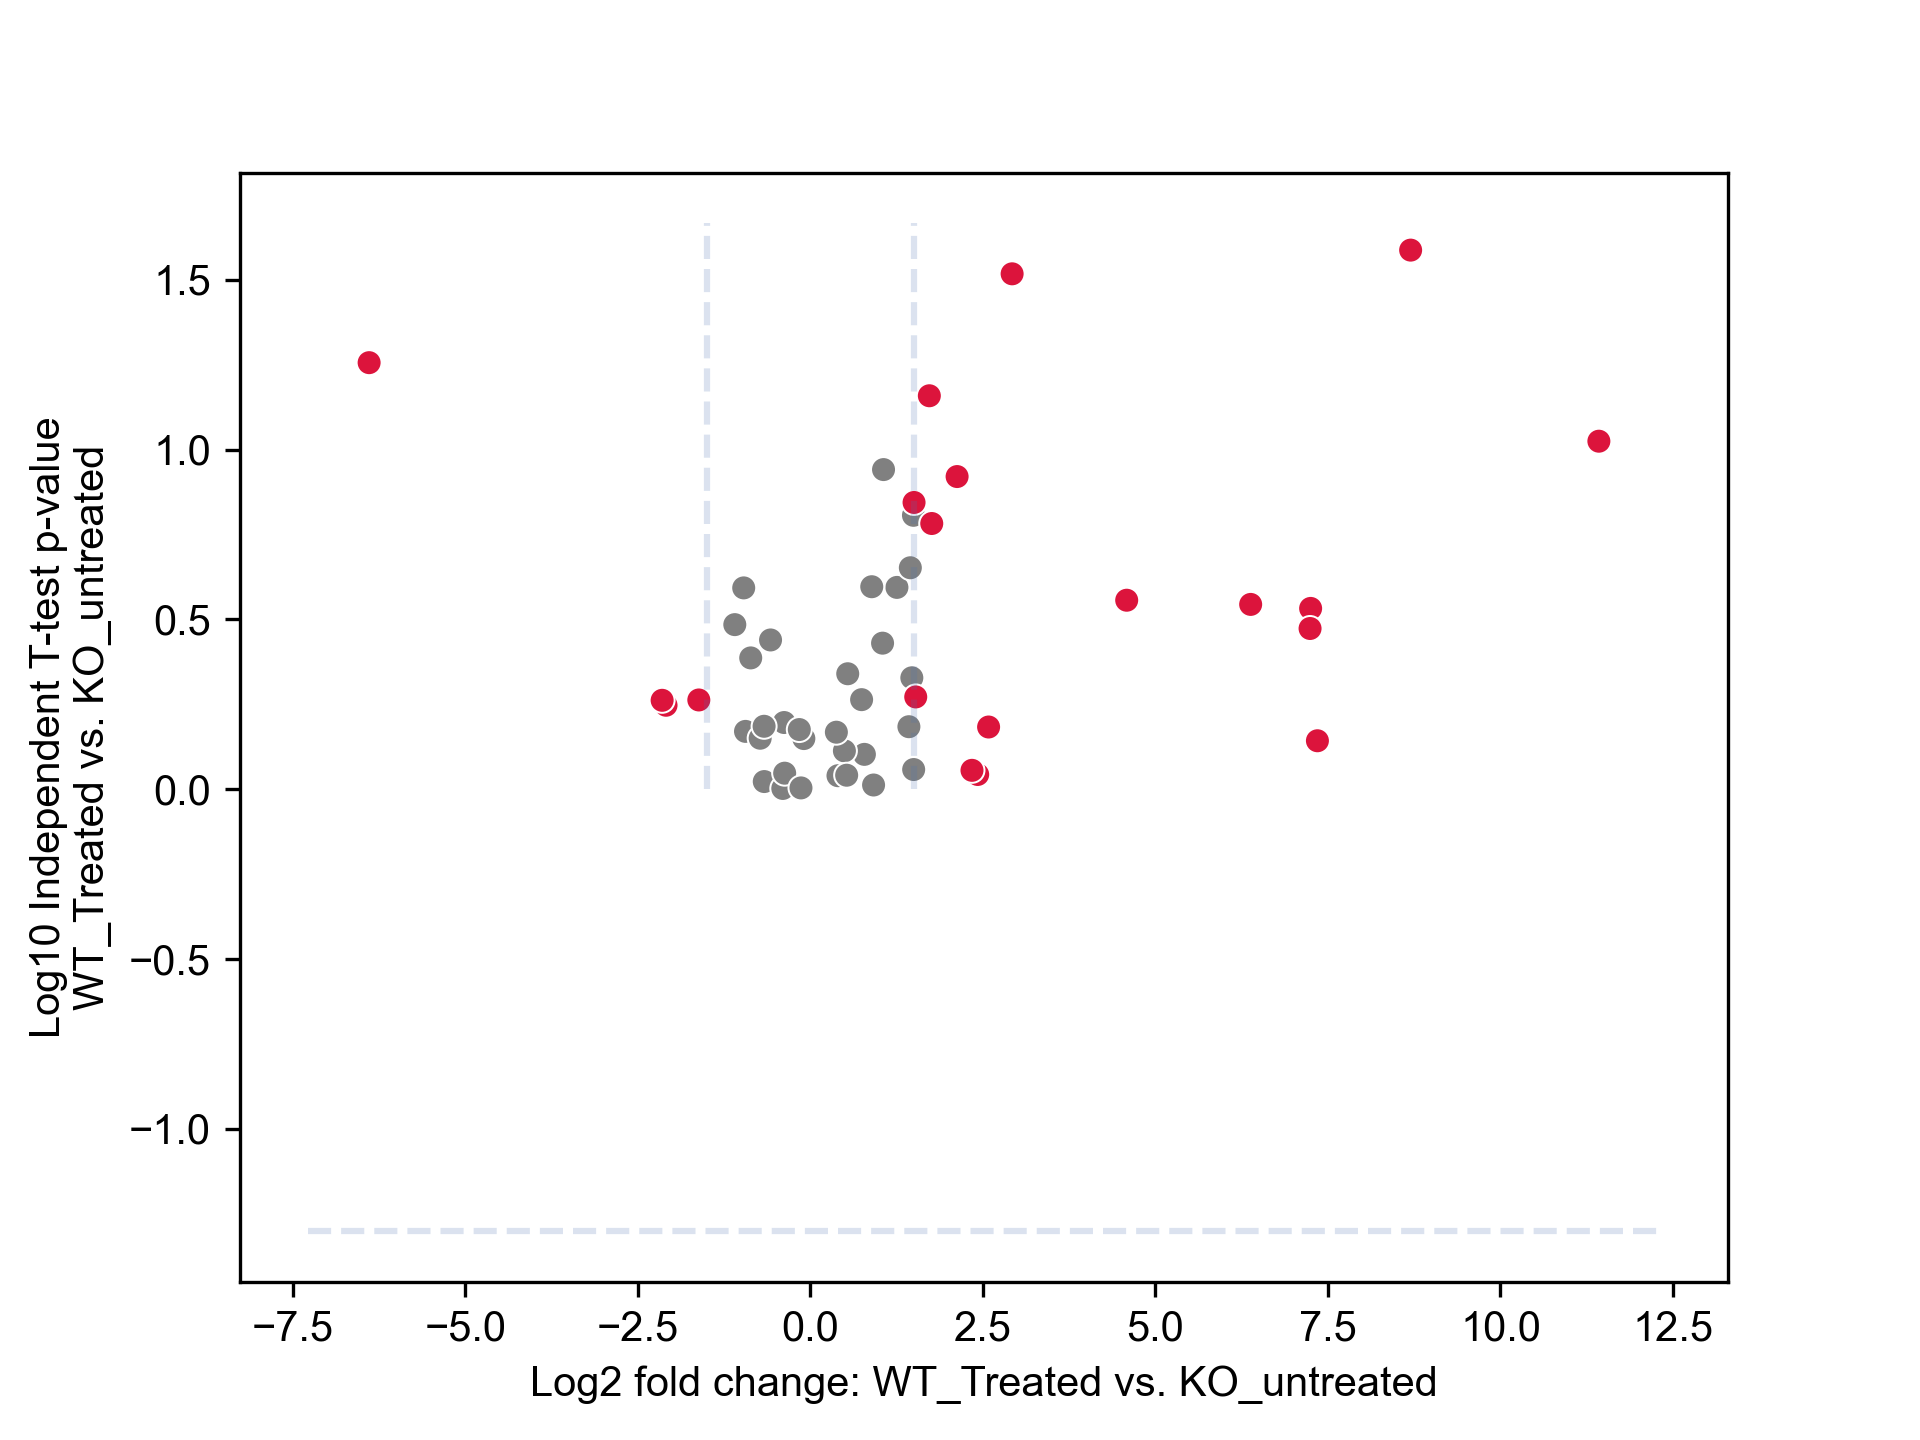 1.5
1.0
0.5
0.0
−0.5
−1.0
Log10 Independent T-test p-value
WT_Treated vs. KO_untreated
−7.5 −5.0 −2.5 0.0 2.5 5.0 7.5 10.0 12.5
Log2 fold change: WT_Treated vs. KO_untreated